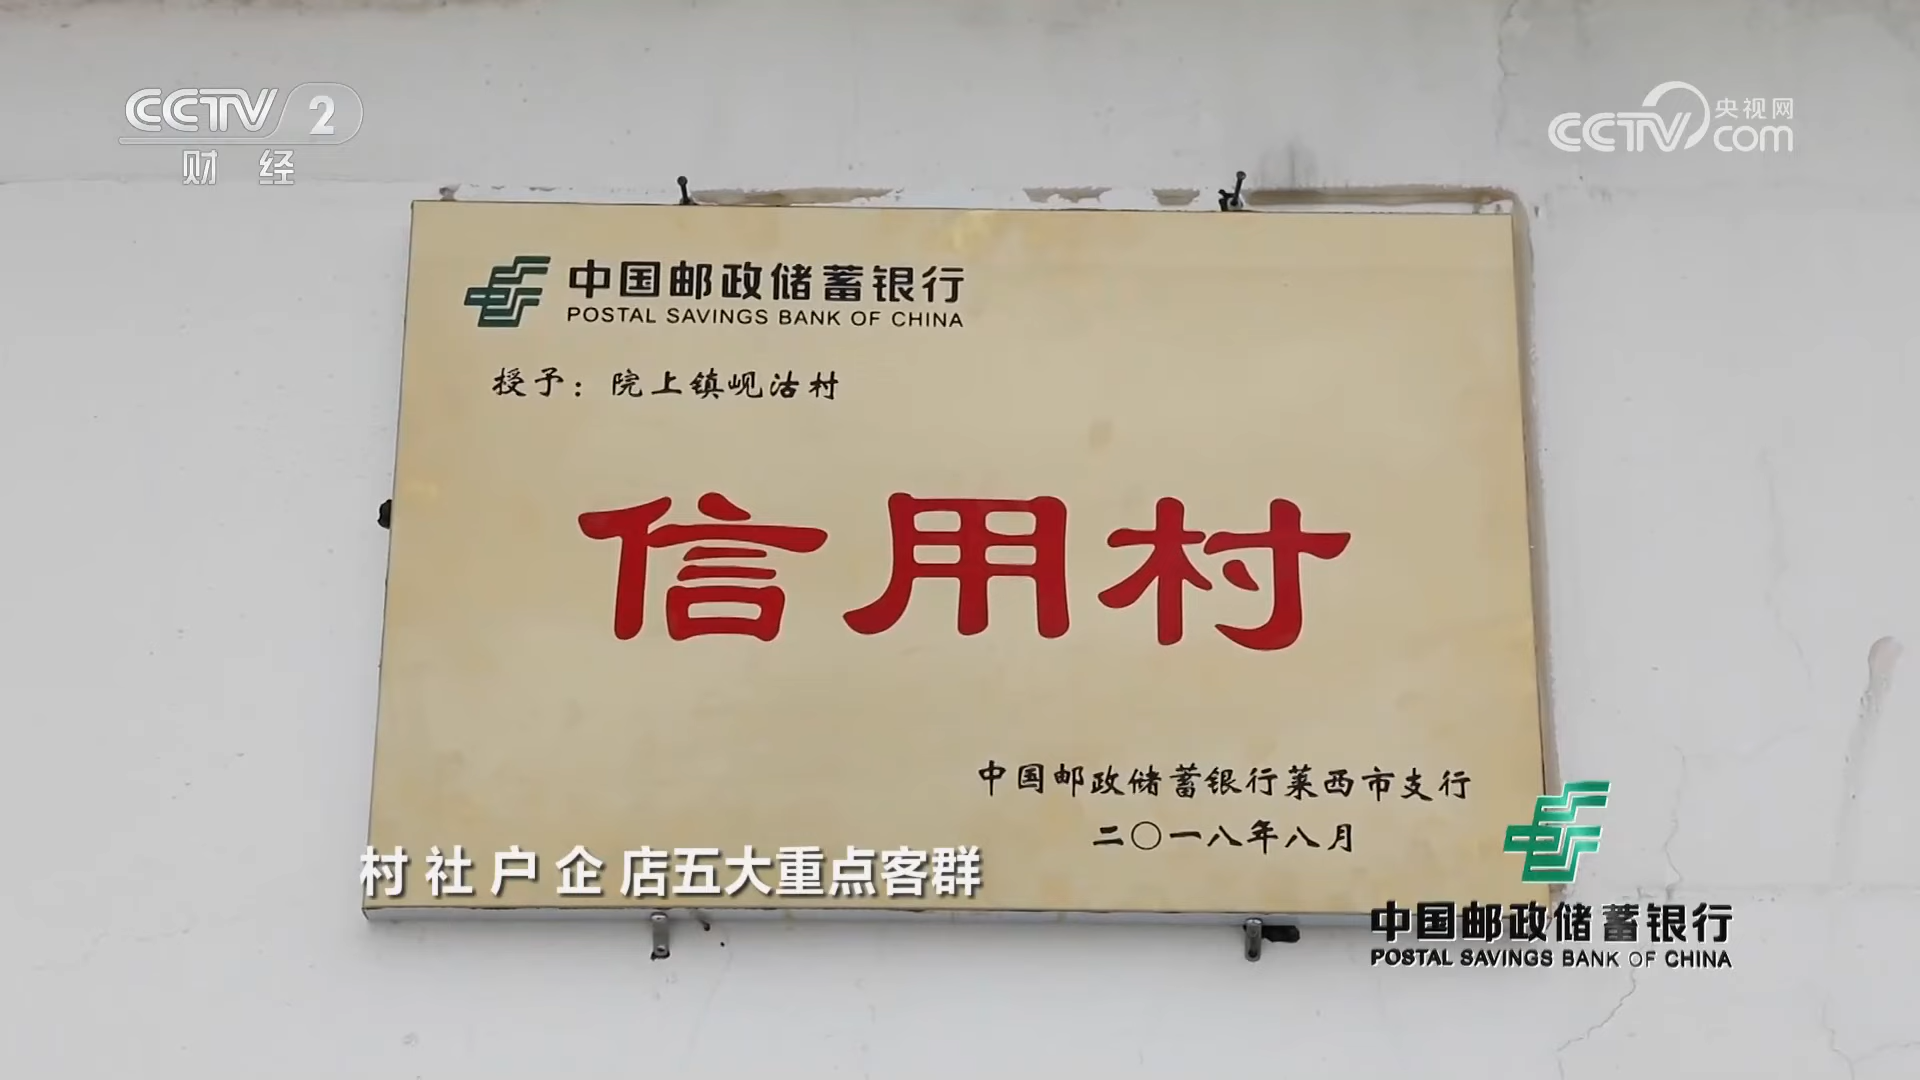 CCTV 2
财经
央视网
CCTV.com
中国邮政储蓄银行
POSTAL SAVINGS BANK OF CHINA
授予：院上镇岘沽村
信用村
中国邮政储蓄银行莱西市支行
二〇一八年八月
村 社 户 企 店五大重点客群
中国邮政储蓄银行
POSTAL SAVINGS BANK OF CHINA